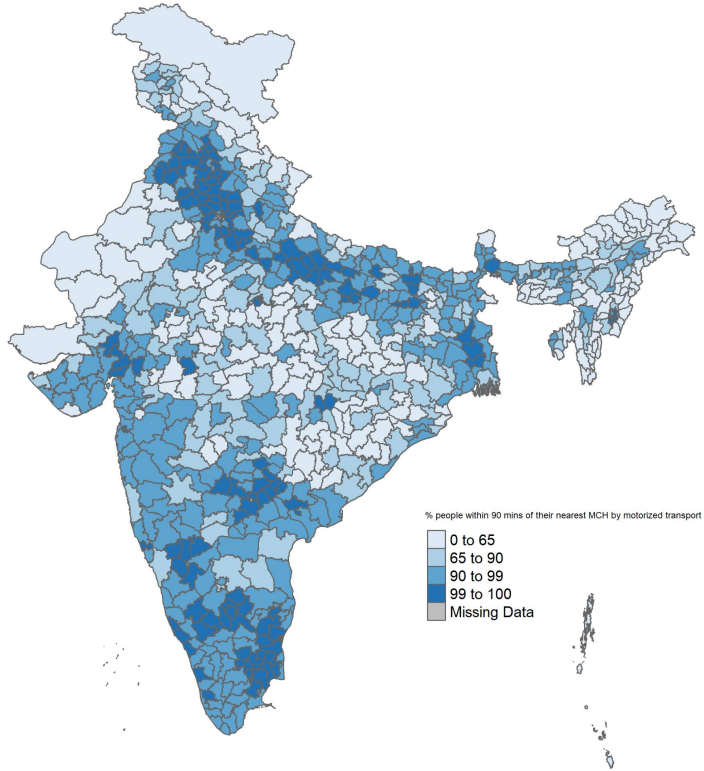 % people within 90 mins of their nearest MCH by motorized transport
0 to 65
65 to 90
90 to 99
99 to 100
Missing Data